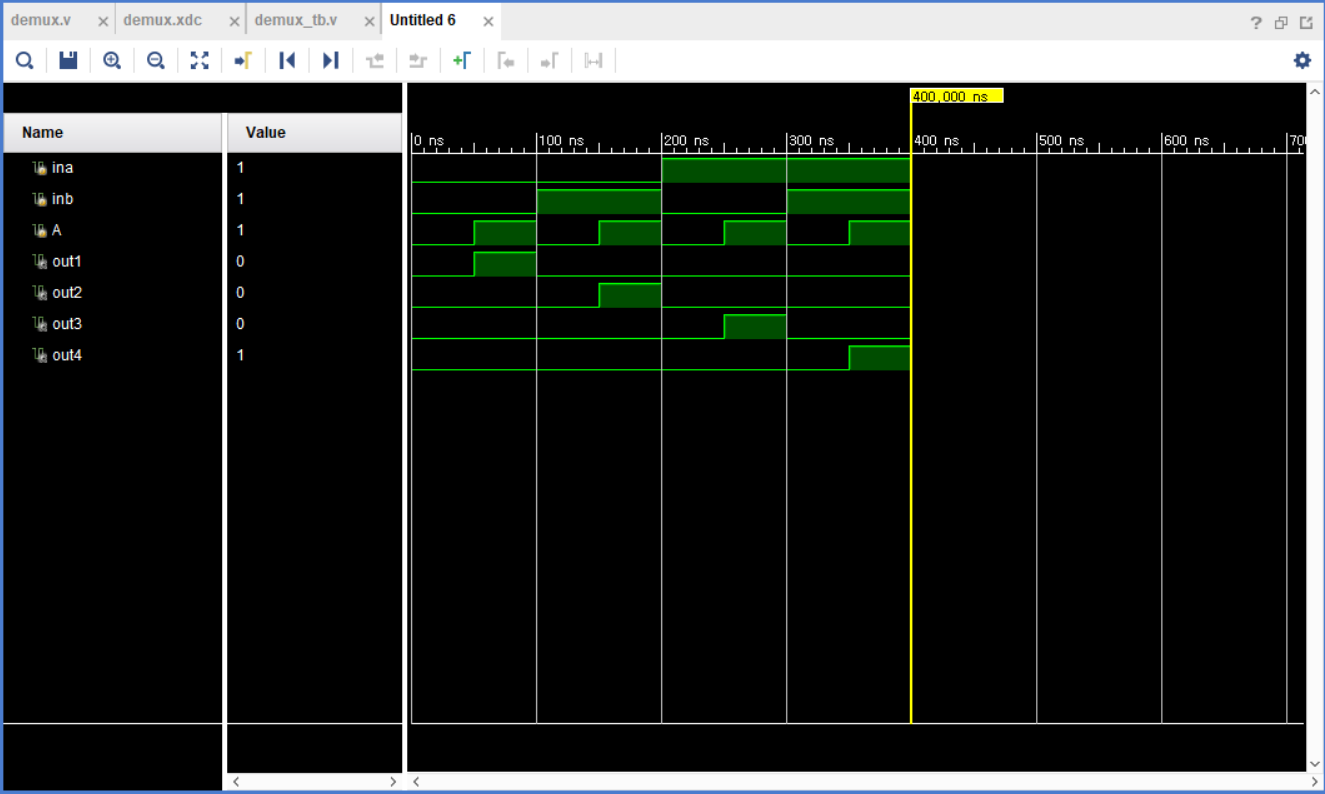 demux.v demux.xdc demux_tb.v Untitled 6
400,000 ns
Name Value
0 ns 100 ns 200 ns 300 ns 400 ns 500 ns 600 ns 700
ina 1
inb 1
A 1
out1 0
out2 0
out3 0
out4 1